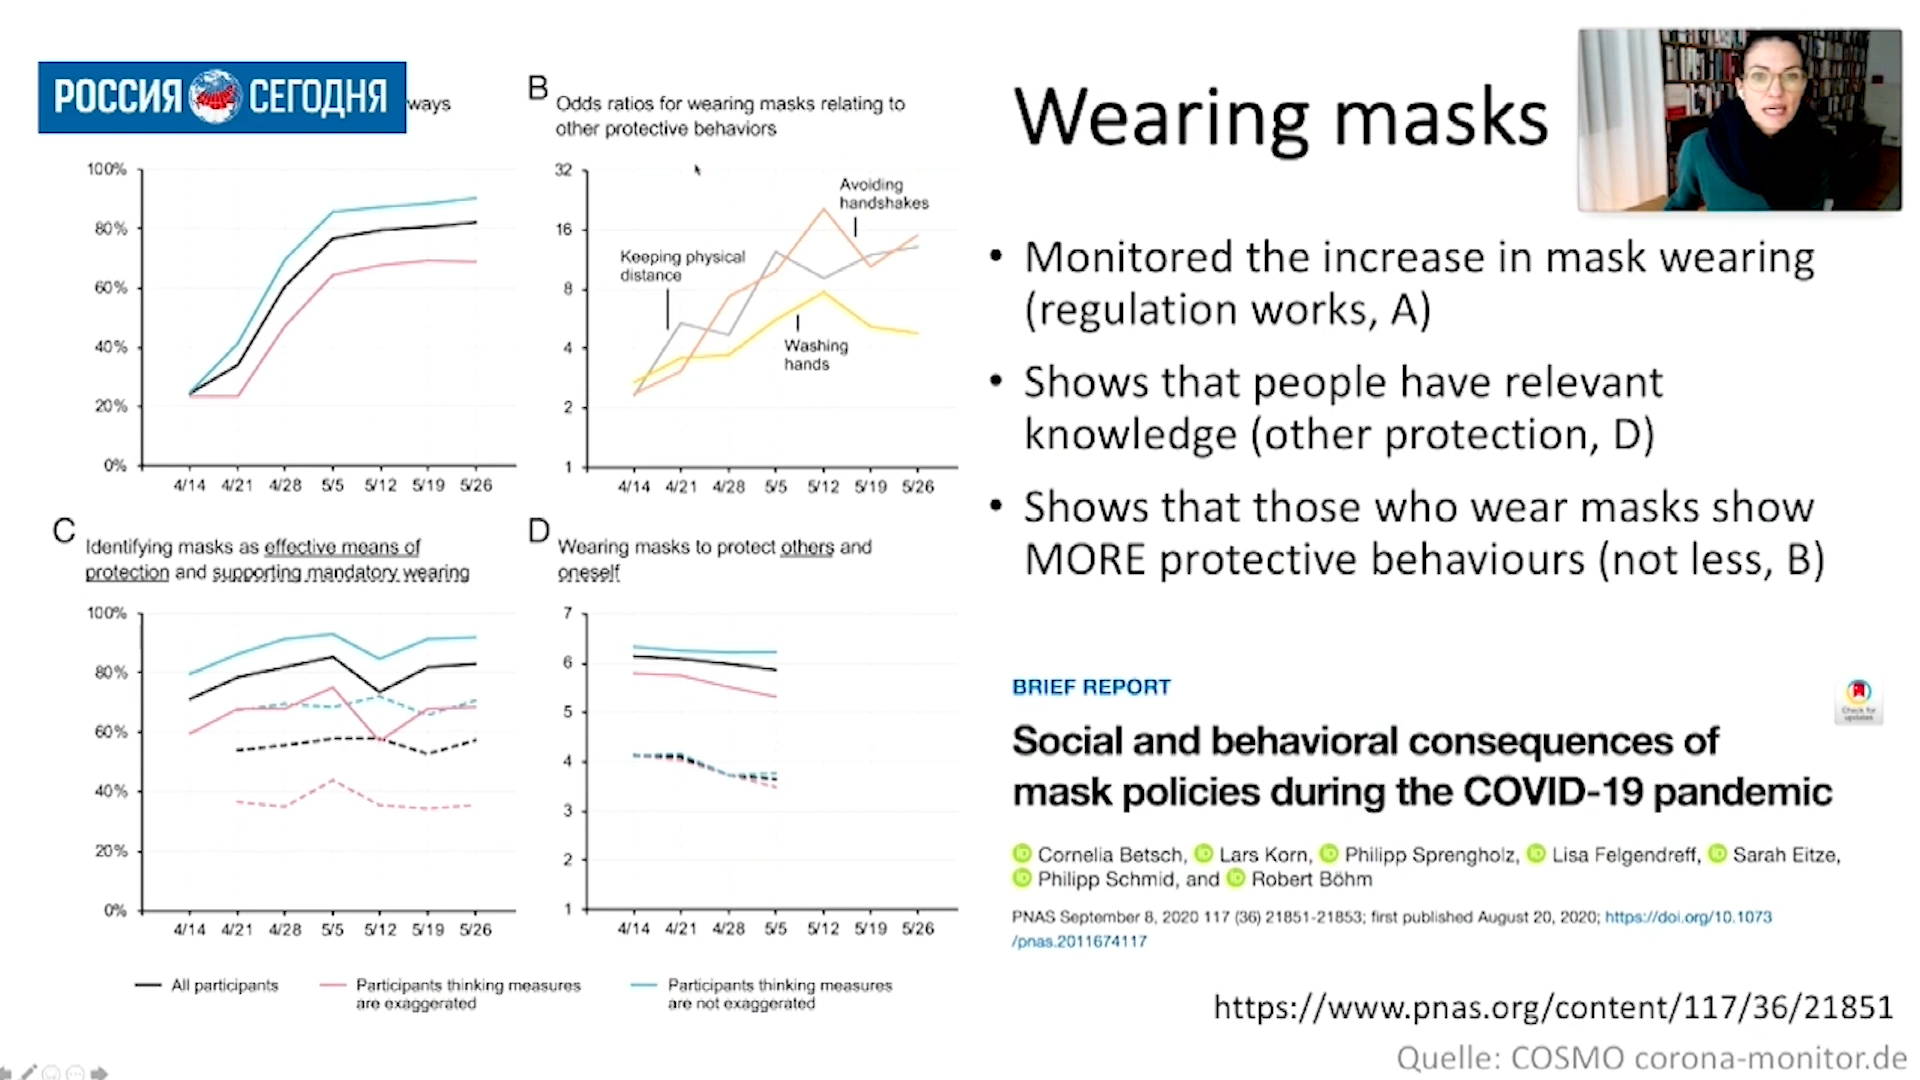 РОССИЯ СЕГОДНЯ
ways
100%
80%
60%
40%
20%
0%
4/14 4/21 4/28 5/5 5/12 5/19 5/26
B
Odds ratios for wearing masks relating to
other protective behaviors
32
16
8
4
2
1
Avoiding
handshakes
Keeping physical
distance
Washing
hands
4/14 4/21 4/28 5/5 5/12 5/19 5/26
C
Identifying masks as effective means of
protection and supporting mandatory wearing
100%
80%
60%
40%
20%
0%
4/14 4/21 4/28 5/5 5/12 5/19 5/26
D
Wearing masks to protect others and
oneself
7
6
5
4
3
2
1
4/14 4/21 4/28 5/5 5/12 5/19 5/26
All participants
Participants thinking measures
are exaggerated
Participants thinking measures
are not exaggerated
Wearing masks
• Monitored the increase in mask wearing
(regulation works, A)
• Shows that people have relevant
knowledge (other protection, D)
• Shows that those who wear masks show
MORE protective behaviours (not less, B)
BRIEF REPORT
Check for
updates
Social and behavioral consequences of
mask policies during the COVID-19 pandemic
iD Cornelia Betsch, iD Lars Korn, iD Philipp Sprengholz, iD Lisa Felgendreff, iD Sarah Eitze,
iD Philipp Schmid, and iD Robert Böhm
PNAS September 8, 2020 117 (36) 21851-21853; first published August 20, 2020; https://doi.org/10.1073
/pnas.2011674117
https://www.pnas.org/content/117/36/21851
Quelle: COSMO corona-monitor.de